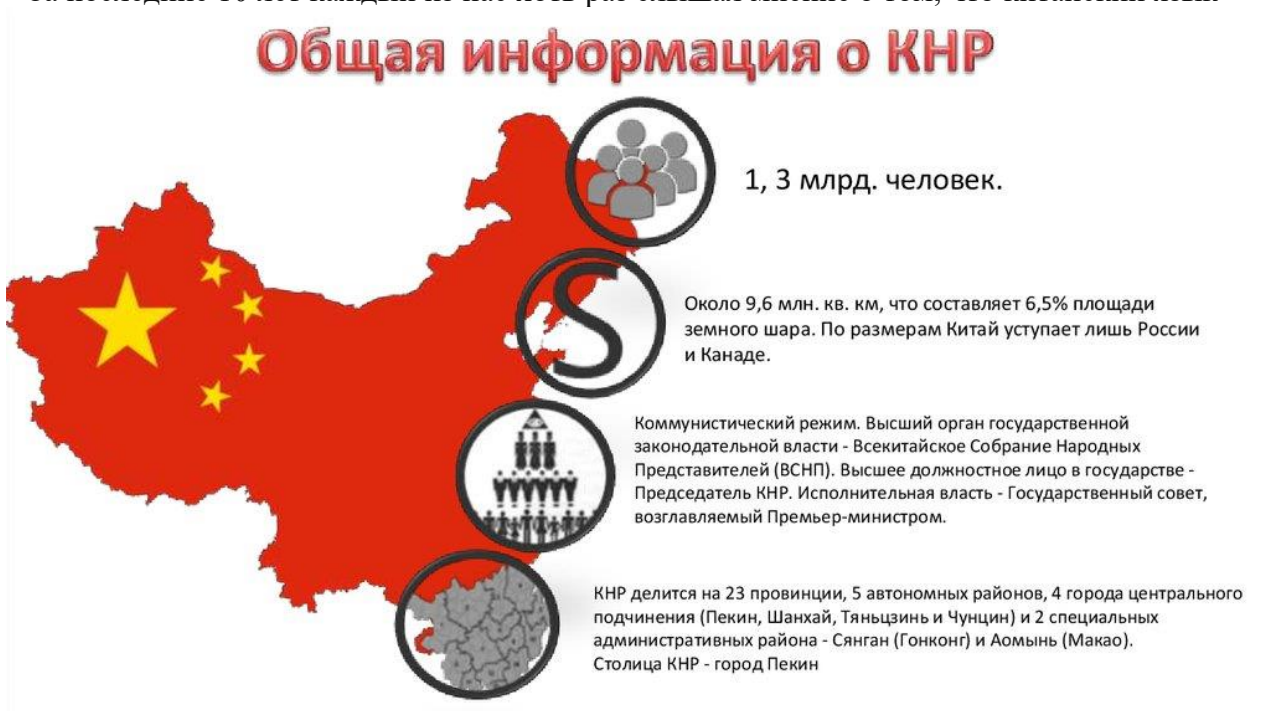 Общая информация о КНР
1, 3 млрд. человек.
Около 9,6 млн. кв. км, что составляет 6,5% площади
земного шара. По размерам Китай уступает лишь России
и Канаде.
Коммунистический режим. Высший орган государственной
законодательной власти - Всекитайское Собрание Народных
Представителей (ВСНП). Высшее должностное лицо в государстве -
Председатель КНР. Исполнительная власть - Государственный совет,
возглавляемый Премьер-министром.
КНР делится на 23 провинции, 5 автономных районов, 4 города центрального
подчинения (Пекин, Шанхай, Тяньцзинь и Чунцин) и 2 специальных
административных района - Сянган (Гонконг) и Аомынь (Макао).
Столица КНР - город Пекин
S